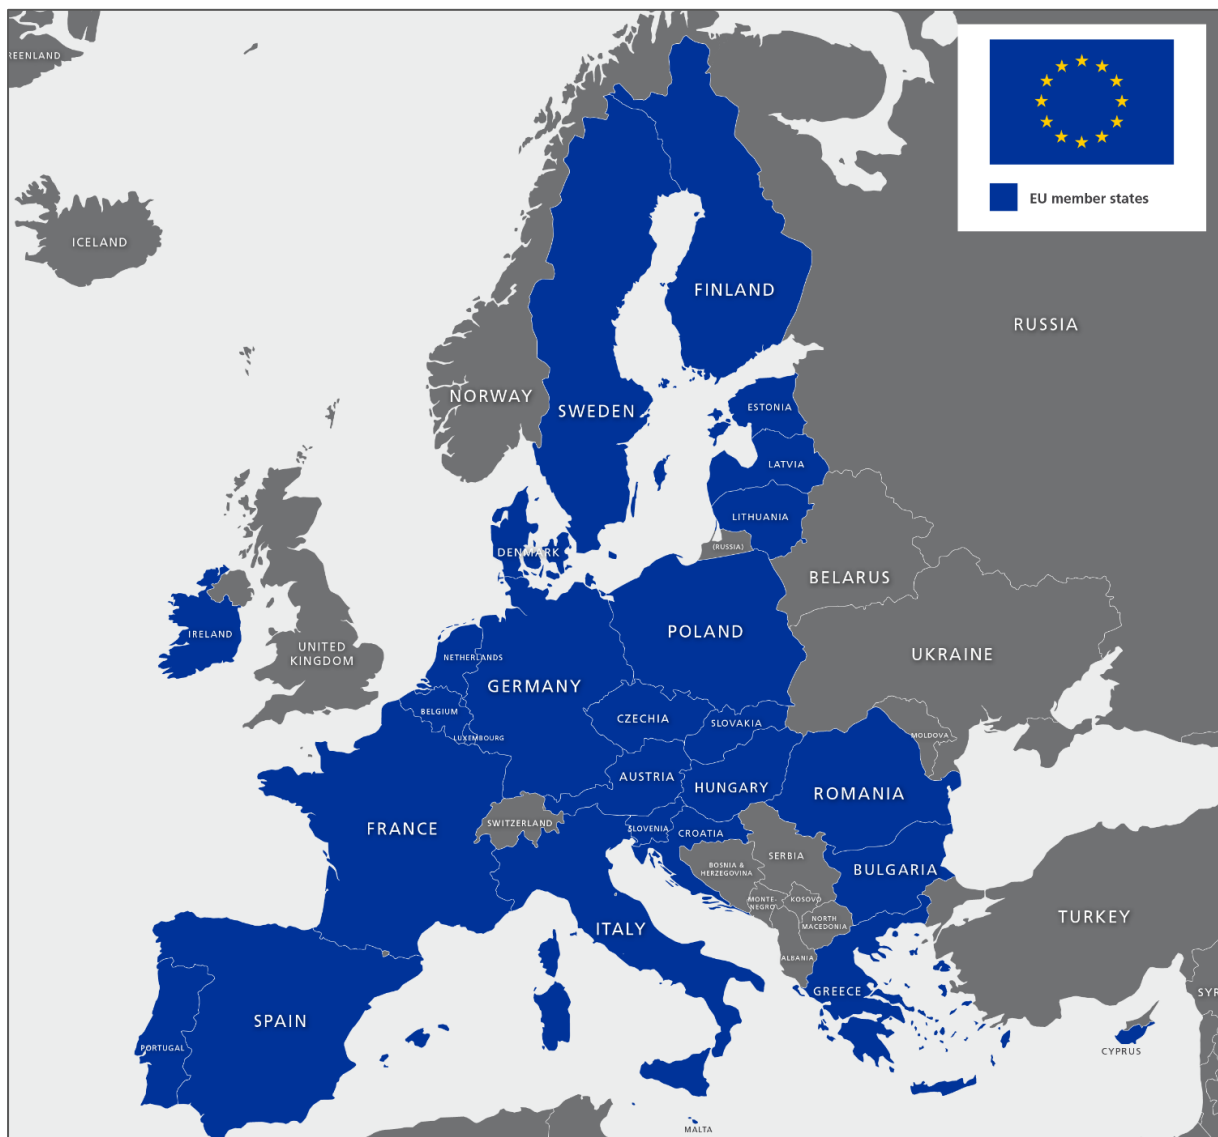 REENLAND
EU member states
ICELAND
FINLAND
RUSSIA
NORWAY
SWEDEN
ESTONIA
LATVIA
LITHUANIA
(RUSSIA)
DENMARK
BELARUS
IRELAND
UNITED
KINGDOM
POLAND
UKRAINE
NETHERLANDS
GERMANY
BELGIUM
CZECHIA
SLOVAKIA
LUXEMBOURG
MOLDOVA
AUSTRIA
HUNGARY
ROMANIA
SWITZERLAND
FRANCE
SLOVENIA
CROATIA
SERBIA
BOSNIA &
HERZEGOVINA
BULGARIA
MONTE-
NEGRO
KOSOVO
NORTH
MACEDONIA
TURKEY
ITALY
ALBANIA
GREECE
SYR
SPAIN
PORTUGAL
CYPRUS
MALTA